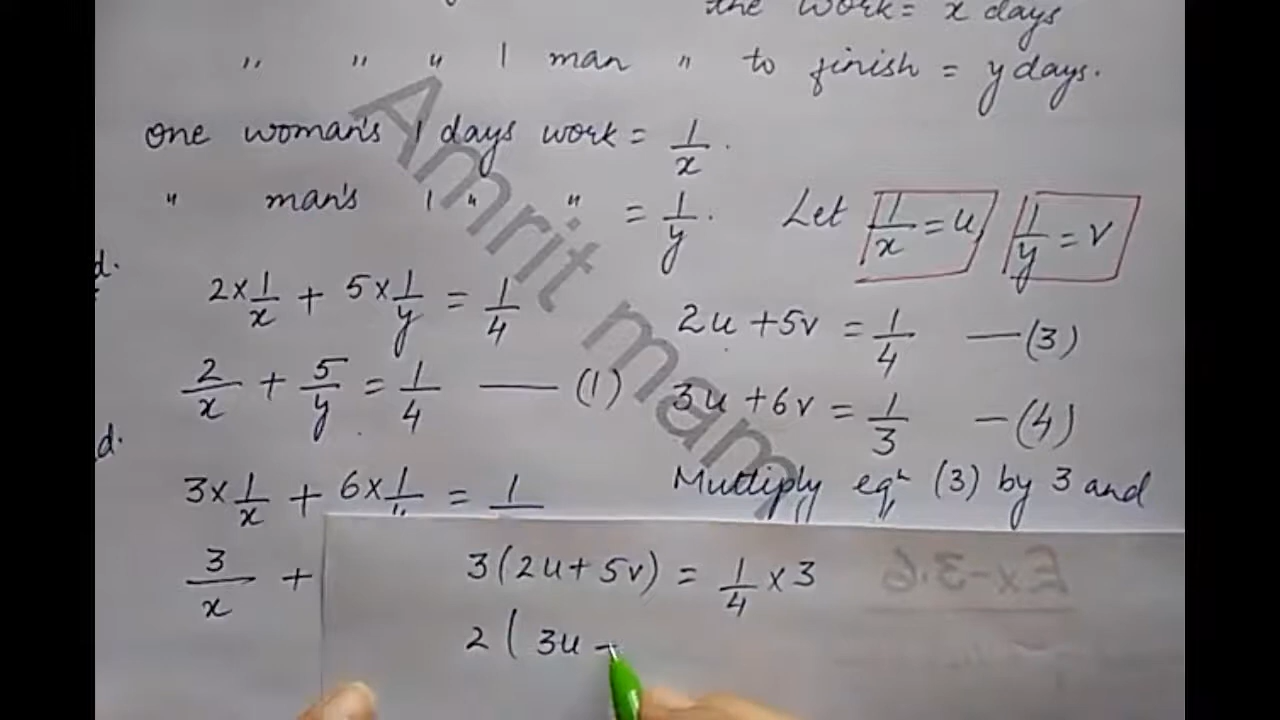 the work = x days
,, ,, ,, 1 man ,, to finish = y days.
One woman's 1 days work = 1/x.
,, man's 1 ,, ,, = 1/y.
Let 1/x = u 1/y = v
d.
2×1/x + 5×1/y = 1/4
2/x + 5/y = 1/4 —— (1)
d.
3×1/x + 6×1/ = 1
3/x +
2u + 5v = 1/4 —(3)
3u + 6v = 1/3 —(4)
Multiply eqn (3) by 3 and
3(2u + 5v) = 1/4 × 3
2( 3u -
Ex-3.6
Amrit mam